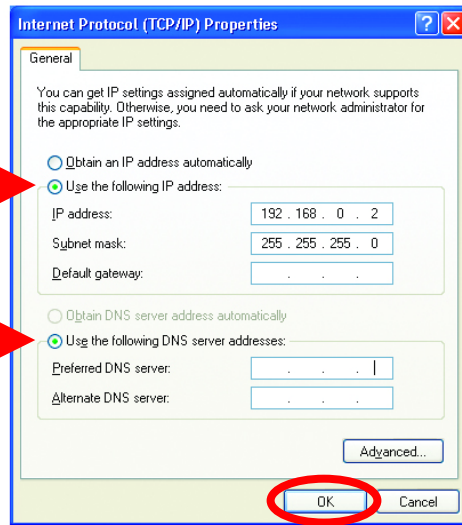 Internet Protocol (TCP/IP) Properties
General
You can get IP settings assigned automatically if your network supports
this capability. Otherwise, you need to ask your network administrator for
the appropriate IP settings.
Obtain an IP address automatically
Use the following IP address:
IP address: 192 . 168 . 0 . 2
Subnet mask: 255 . 255 . 255 . 0
Default gateway: . . .
Obtain DNS server address automatically
Use the following DNS server addresses:
Preferred DNS server: . . .
Alternate DNS server: . . .
Advanced...
OK Cancel